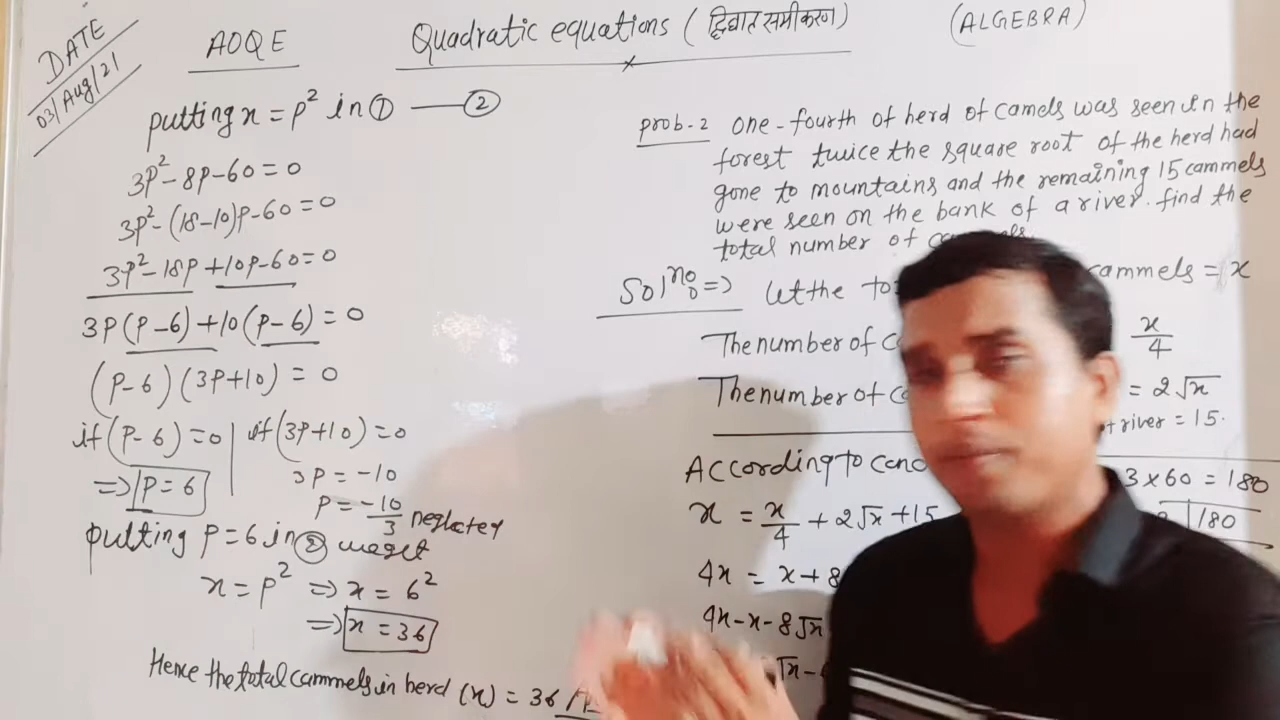 DATE
03/Aug/21
AOQE
Quadratic equations (द्विघात समीकरण)
(ALGEBRA)
putting x = p² in ① —— ②
3p²-8p-60=0
3p²-(18-10)p-60=0
3p²-18p+10p-60=0
3p(p-6)+10(p-6)=0
(p-6)(3p+10)=0
if (p-6)=0 | if (3p+10)=0
=> p=6
3p=-10
p=-10/3 neglated
putting p=6 in ② we get
x=p² => x=6²
=> x=36
Hence the total cammels in herd (x) = 36
prob-2 one-fourth of herd of camels was seen in the
forest twice the square root of the herd had
gone to mountains and the remaining 15 cammels
were seen on the bank of a river. find the
total number of
Solno => let the
cammels = x
The number of
x/4
The number of
= 2√x
river = 15.
According to
x = x/4 + 2√x + 15
4x = x + 8
4x-x-8√x
√x-
3×60=180
180